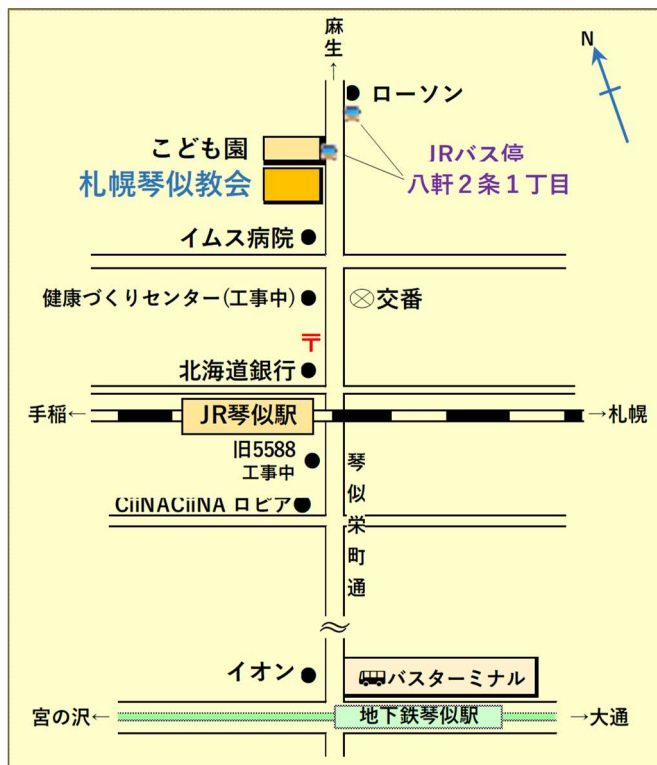 麻生
↑
N
ローソン
こども園
JRバス停
札幌琴似教会
八軒２条１丁目
イムス病院
健康づくりセンター(工事中)
交番
〒
北海道銀行
手稲←
JR琴似駅
→札幌
旧5588
工事中
琴似栄町通
CiiNACiiNA ロピア
イオン
バスターミナル
宮の沢←
地下鉄琴似駅
→大通